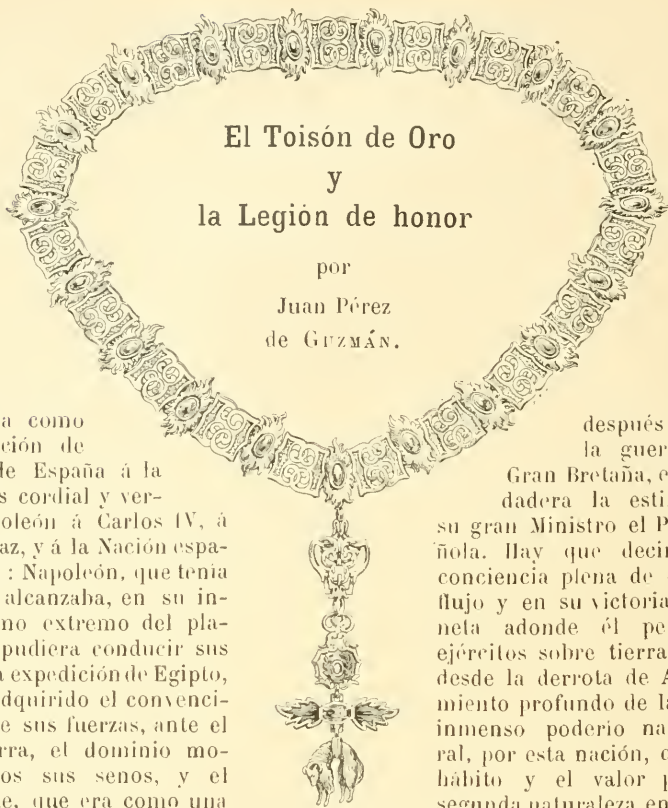 El Toisón de Oro
y
la Legión de honor
por
Juan Pérez
de GUZMÁN.
a como después
ción de la guer
de España á la Gran Bretaña, e
s cordial y ver- dadera la esti
oleón á Carlos IV, á su gran Ministro el P
az, y á la Nación espa- ñola. Hay que deci
: Napoleón, que tenía conciencia plena de
alcanzaba, en su in- flujo y en su victoria
no extremo del pla- neta adonde él pe
pudiera conducir sus ejércitos sobre tierra
a expedición de Egipto, desde la derrota de A
dquirido el convenci- miento profundo de la
e sus fuerzas, ante el inmenso poderío na
rra, el dominio mo- ral, por esta nación, d
os sus senos, y el hábito y el valor p
e, que era como una segunda naturaleza en